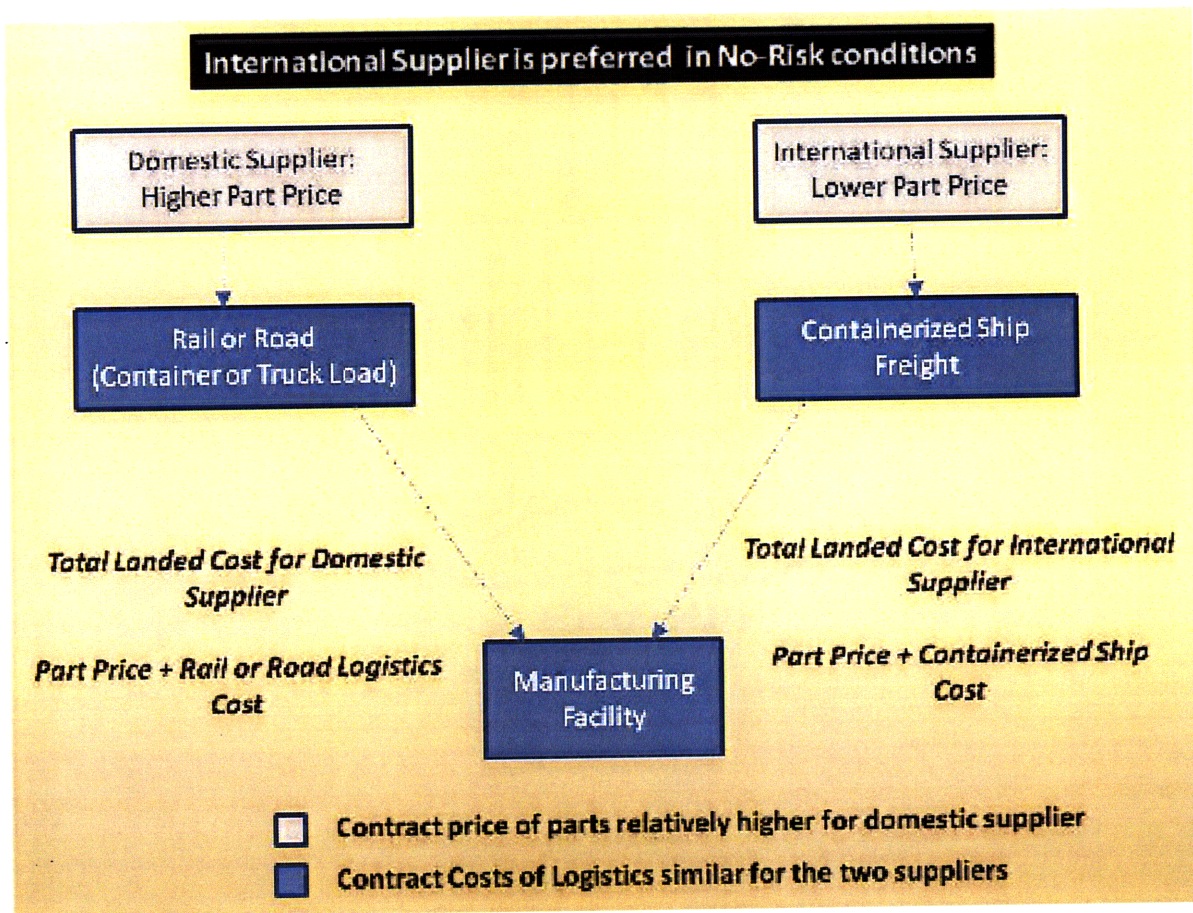 International Supplier is preferred in No-Risk conditions
Domestic Supplier:
Higher Part Price
International Supplier:
Lower Part Price
Rail or Road
(Container or Truck Load)
Containerized Ship
Freight
Total Landed Cost for Domestic
Supplier
Part Price + Rail or Road Logistics
Cost
Total Landed Cost for International
Supplier
Part Price + Containerized Ship
Cost
Manufacturing
Facility
Contract price of parts relatively higher for domestic supplier
Contract Costs of Logistics similar for the two suppliers